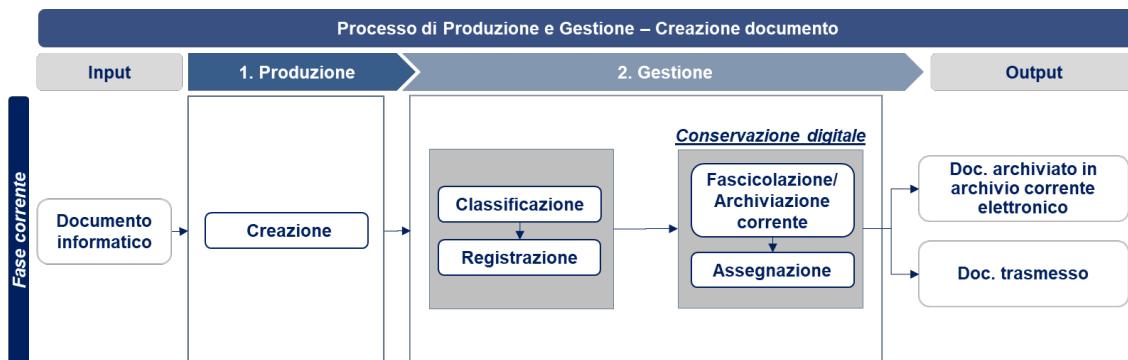 Processo di Produzione e Gestione – Creazione documento
Input
1. Produzione
2. Gestione
Output
Fase corrente
Documento
informatico
Creazione
Classificazione
Registrazione
Conservazione digitale
Fascicolazione/
Archiviazione
corrente
Assegnazione
Doc. archiviato in
archivio corrente
elettronico
Doc. trasmesso